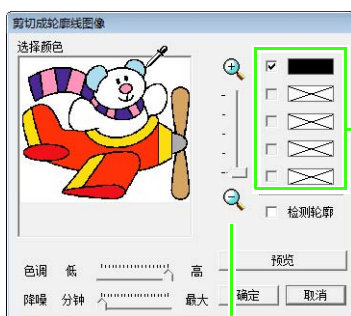 剪切成轮廓线图像
选择颜色
检测轮廓
预览
色调 低 高
降噪 分钟 最大
确定 取消